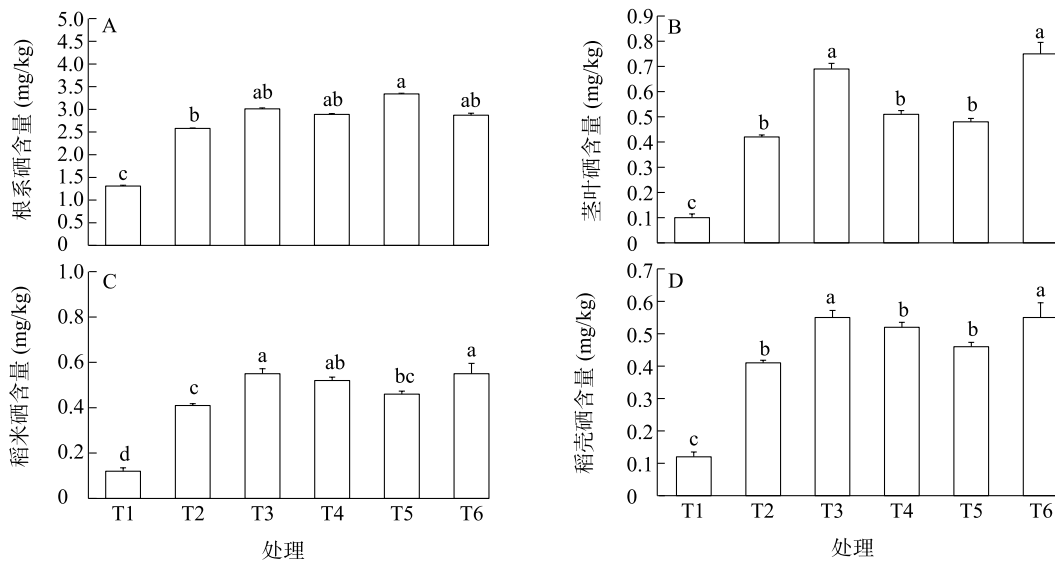 A
根系硒含量 (mg/kg)
5.0
4.5
4.0
3.5
3.0
2.5
2.0
1.5
1.0
0.5
0
c
b
ab
ab
a
ab
B
茎叶硒含量 (mg/kg)
0.9
0.8
0.7
0.6
0.5
0.4
0.3
0.2
0.1
0
c
b
a
b
b
a
C
稻米硒含量 (mg/kg)
1.0
0.8
0.6
0.4
0.2
0
d
c
a
ab
bc
a
T1 T2 T3 T4 T5 T6
处理
D
稻壳硒含量 (mg/kg)
0.7
0.6
0.5
0.4
0.3
0.2
0.1
0
c
b
a
b
b
a
T1 T2 T3 T4 T5 T6
处理